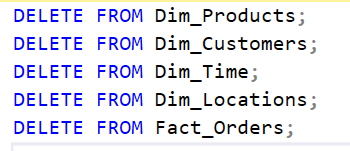 DELETE FROM Dim_Products;
DELETE FROM Dim_Customers;
DELETE FROM Dim_Time;
DELETE FROM Dim_Locations;
DELETE FROM Fact_Orders;